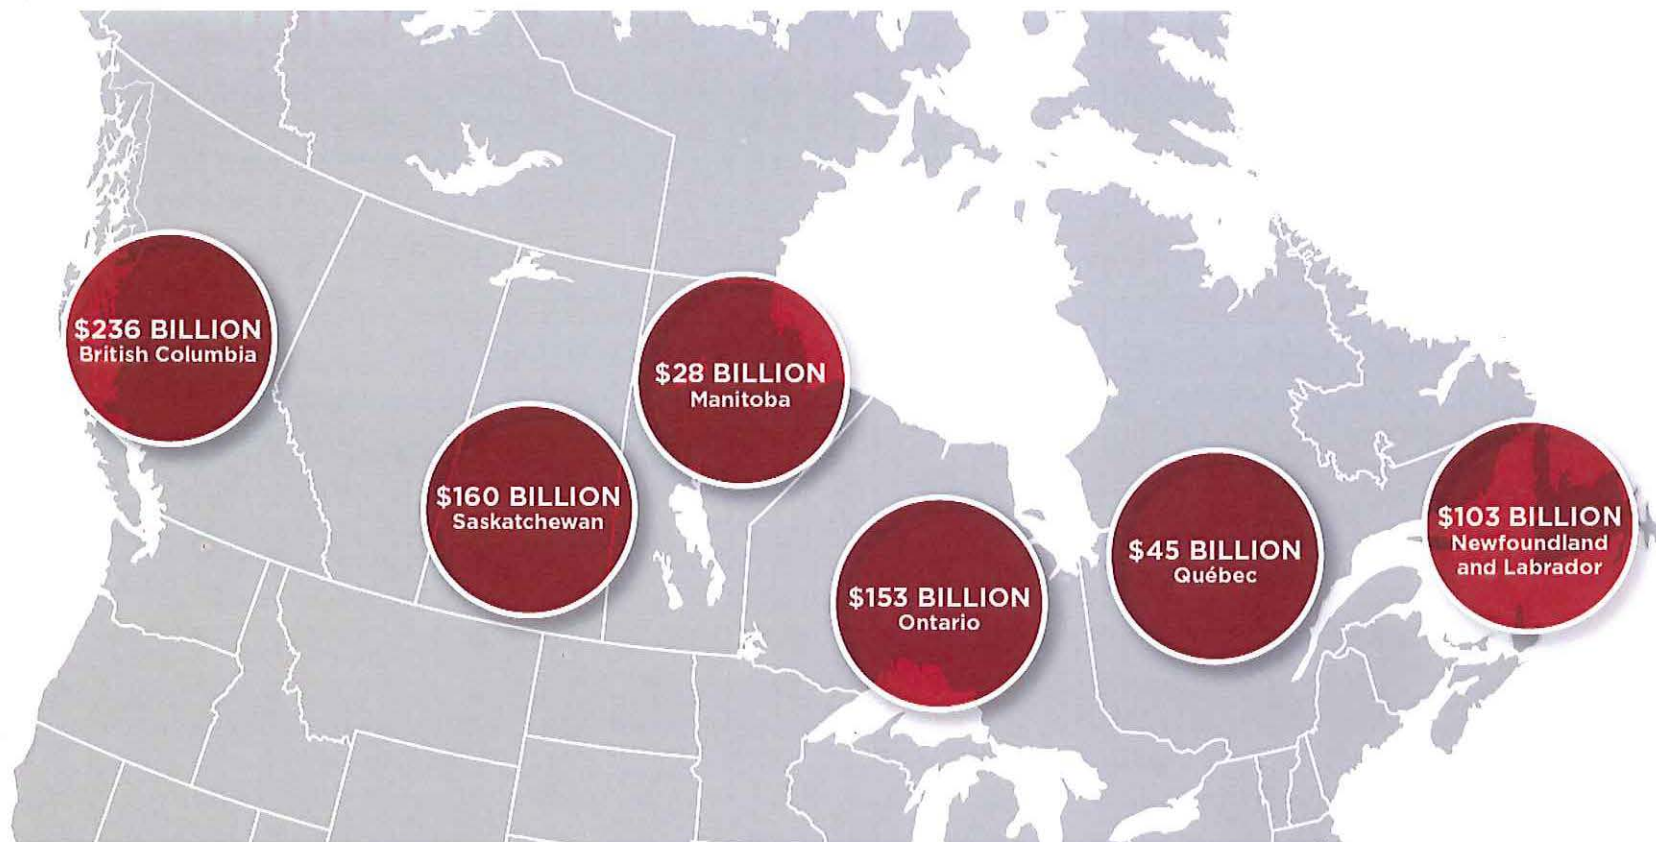 $236 BILLION
British Columbia
$28 BILLION
Manitoba
$160 BILLION
Saskatchewan
$153 BILLION
Ontario
$45 BILLION
Québec
$103 BILLION
Newfoundland
and Labrador